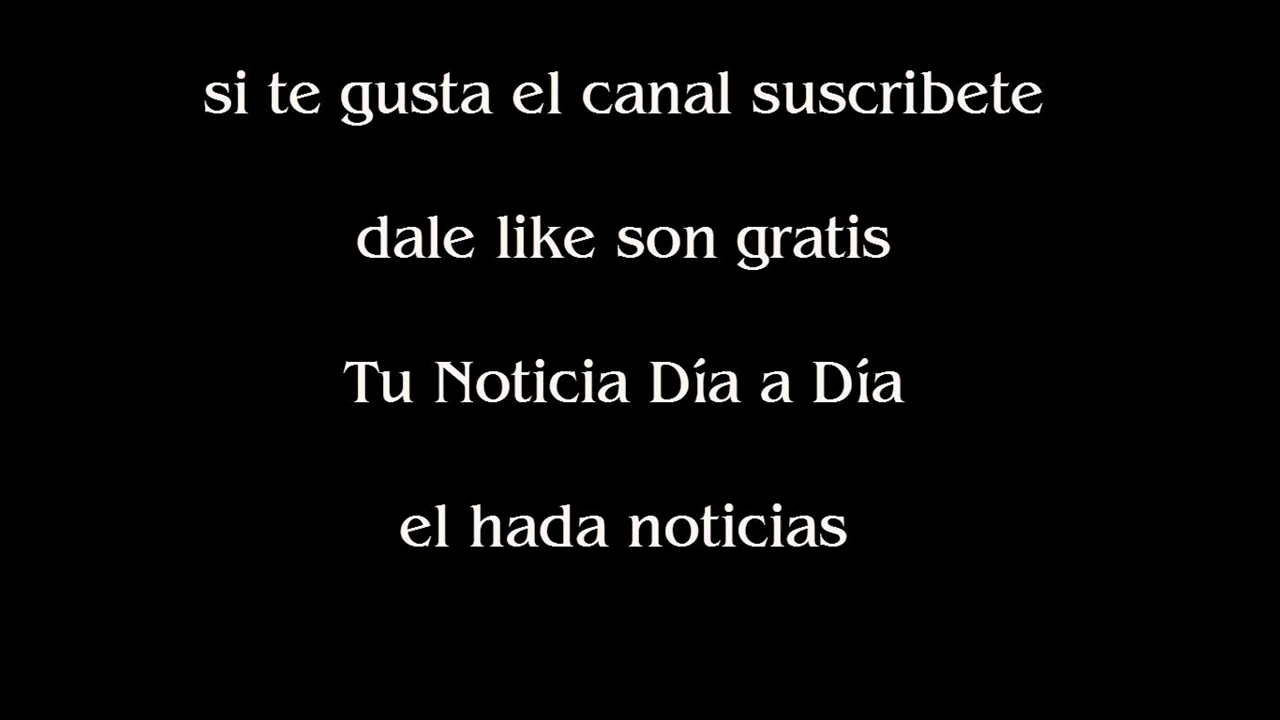 si te gusta el canal suscribete
dale like son gratis
Tu Noticia Día a Día
el hada noticias